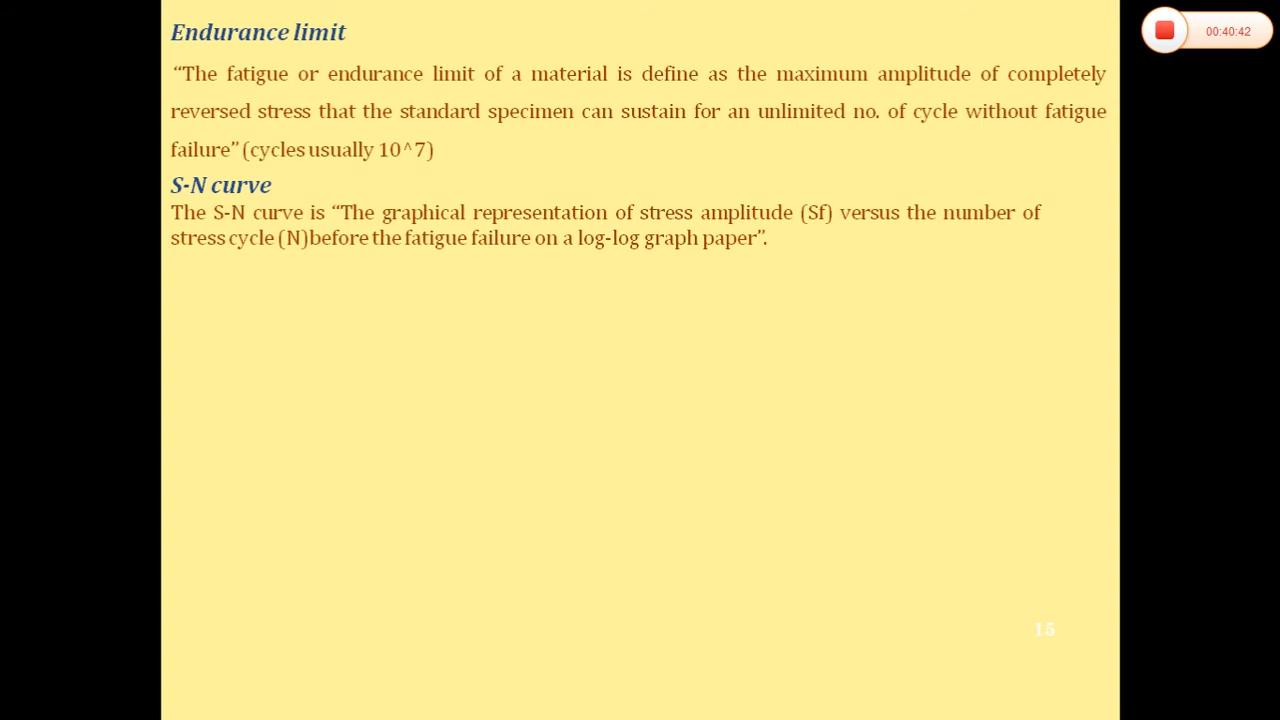 Endurance limit
00:40:42
“The fatigue or endurance limit of a material is define as the maximum amplitude of completely
reversed stress that the standard specimen can sustain for an unlimited no. of cycle without fatigue
failure” (cycles usually 10^7)
S-N curve
The S-N curve is “The graphical representation of stress amplitude (Sf) versus the number of
stress cycle (N)before the fatigue failure on a log-log graph paper”.
15